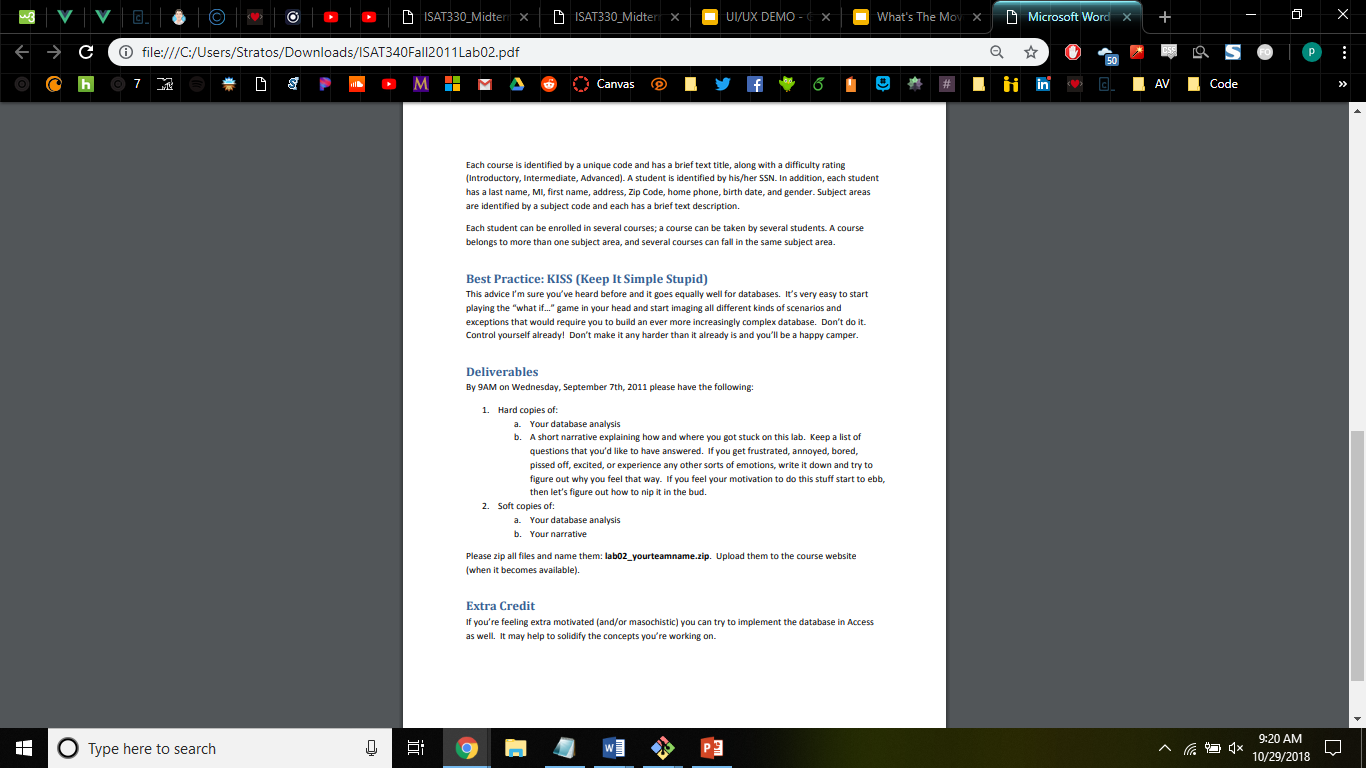 ISAT330_Midter
ISAT330_Midter
UI/UX DEMO - G
What's The Mov
Microsoft Word
file:///C:/Users/Stratos/Downloads/ISAT340Fall2011Lab02.pdf
50
CSS
FO
p
7
Canvas
AV
Code
»
Each course is identified by a unique code and has a brief text title, along with a difficulty rating
(Introductory, Intermediate, Advanced). A student is identified by his/her SSN. In addition, each student
has a last name, MI, first name, address, Zip Code, home phone, birth date, and gender. Subject areas
are identified by a subject code and each has a brief text description.
Each student can be enrolled in several courses; a course can be taken by several students. A course
belongs to more than one subject area, and several courses can fall in the same subject area.
Best Practice: KISS (Keep It Simple Stupid)
This advice I'm sure you've heard before and it goes equally well for databases. It's very easy to start
playing the "what if…" game in your head and start imaging all different kinds of scenarios and
exceptions that would require you to build an ever more increasingly complex database. Don't do it.
Control yourself already! Don't make it any harder than it already is and you'll be a happy camper.
Deliverables
By 9AM on Wednesday, September 7th, 2011 please have the following:
1. Hard copies of:
a. Your database analysis
b. A short narrative explaining how and where you got stuck on this lab. Keep a list of
questions that you'd like to have answered. If you get frustrated, annoyed, bored,
pissed off, excited, or experience any other sorts of emotions, write it down and try to
figure out why you feel that way. If you feel your motivation to do this stuff start to ebb,
then let's figure out how to nip it in the bud.
2. Soft copies of:
a. Your database analysis
b. Your narrative
Please zip all files and name them: lab02_yourteamname.zip. Upload them to the course website
(when it becomes available).
Extra Credit
If you're feeling extra motivated (and/or masochistic) you can try to implement the database in Access
as well. It may help to solidify the concepts you're working on.
Type here to search
9:20 AM
10/29/2018